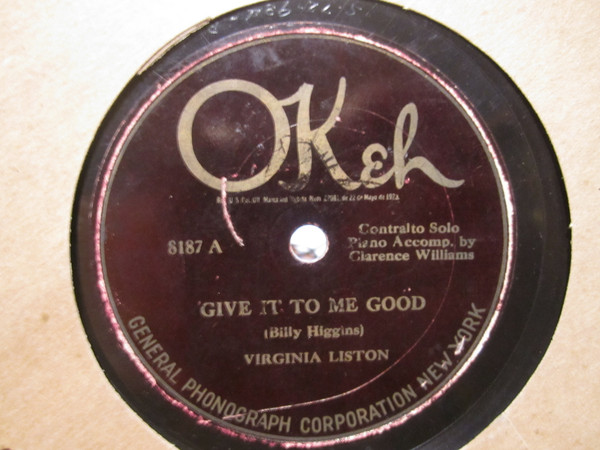 OKeh
8187 A
Contralto Solo
Piano Accomp. by
Clarence Williams
GIVE IT TO ME GOOD
(Billy Higgins)
VIRGINIA LISTON
GENERAL PHONOGRAPH CORPORATION NEW YORK